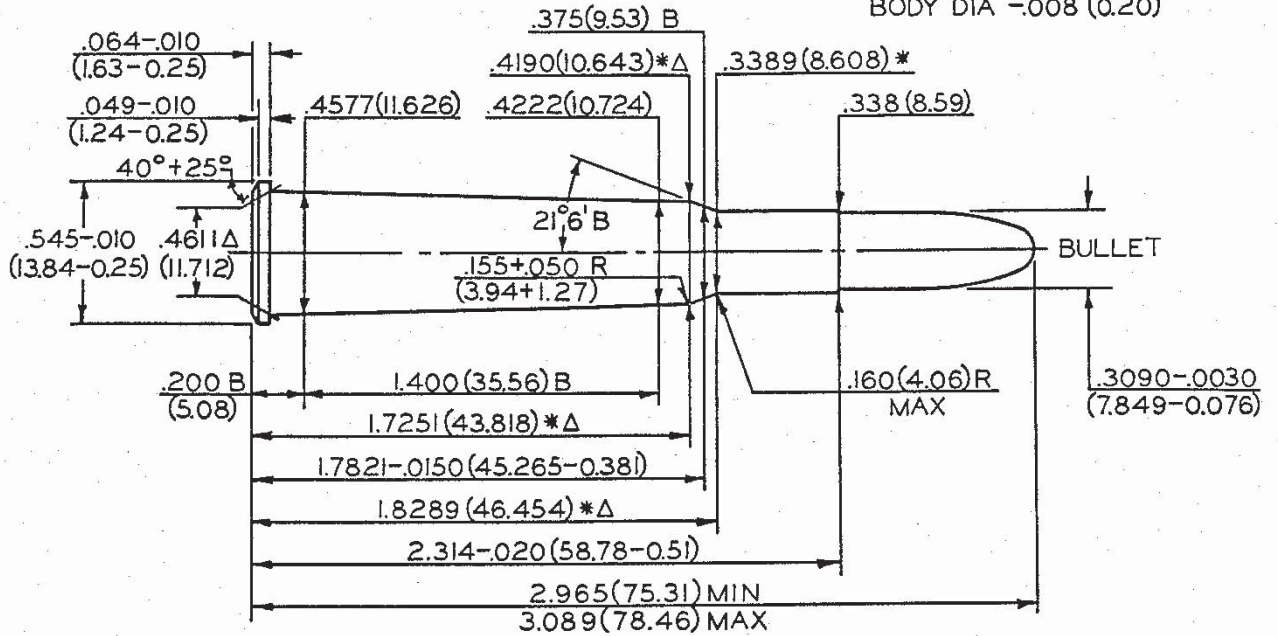 BODY DIA -.008 (0.20)
.375(9.53) B
.064-.010
(1.63-0.25)
.4190(10.643)*Δ
.3389(8.608)*
.049-.010
(1.24-0.25)
.4577(11.626)
.4222(10.724)
.338(8.59)
40°+25°
21°6'B
.545-.010
(13.84-0.25)
.4611Δ
(11.712)
BULLET
.155+.050 R
(3.94+1.27)
.200 B
(5.08)
1.400(35.56)B
.160(4.06)R
MAX
.3090-.0030
(7.849-0.076)
1.7251(43.818)*Δ
1.7821-.0150(45.265-0.381)
1.8289(46.454)*Δ
2.314-.020(58.78-0.51)
2.965(75.31)MIN
3.089(78.46)MAX